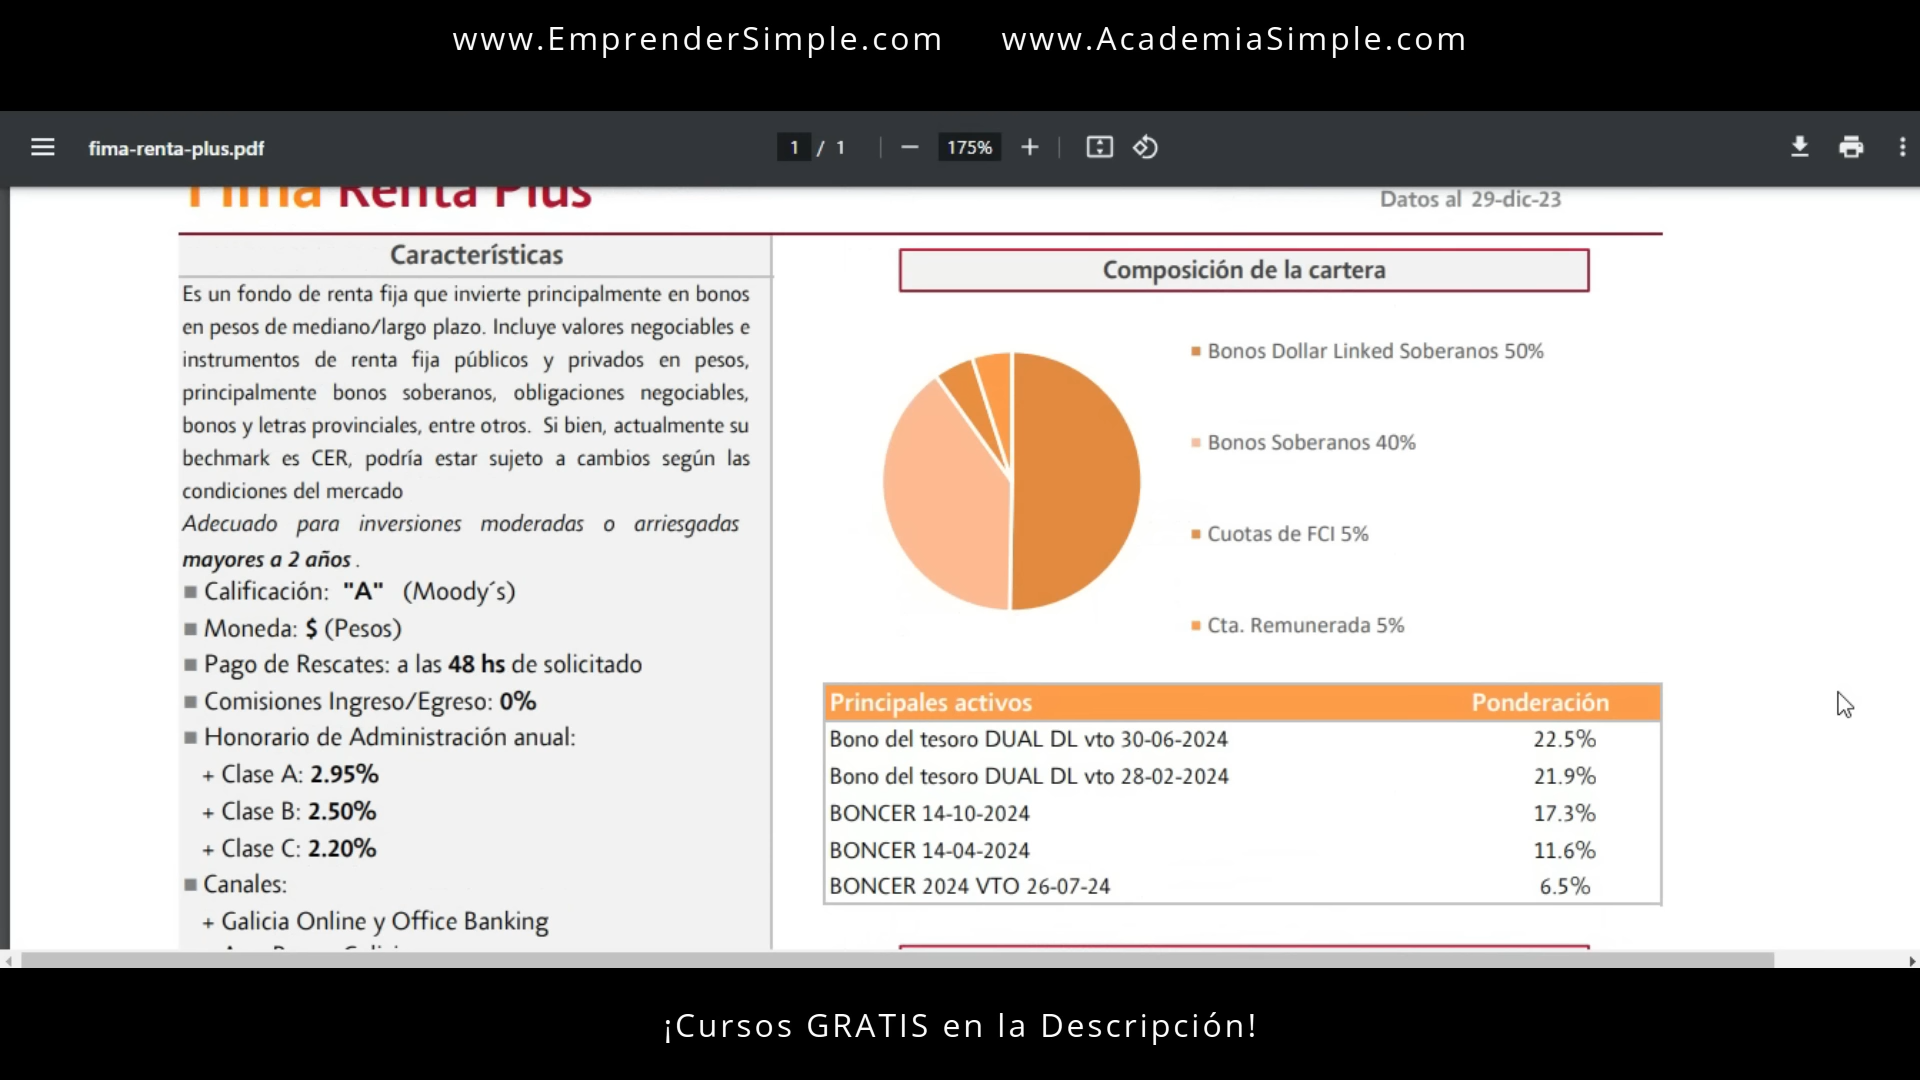 www.EmprenderSimple.com www.AcademiaSimple.com
fima-renta-plus.pdf
1 / 1
175%
Fima Renta Plus
Datos al 29-dic-23
Características
Es un fondo de renta fija que invierte principalmente en bonos
en pesos de mediano/largo plazo. Incluye valores negociables e
instrumentos de renta fija públicos y privados en pesos,
principalmente bonos soberanos, obligaciones negociables,
bonos y letras provinciales, entre otros. Si bien, actualmente su
bechmark es CER, podría estar sujeto a cambios según las
condiciones del mercado
Adecuado para inversiones moderadas o arriesgadas
mayores a 2 años .
Calificación: "A" (Moody´s)
Moneda: $ (Pesos)
Pago de Rescates: a las 48 hs de solicitado
Comisiones Ingreso/Egreso: 0%
Honorario de Administración anual:
+ Clase A: 2.95%
+ Clase B: 2.50%
+ Clase C: 2.20%
Canales:
+ Galicia Online y Office Banking
Composición de la cartera
Bonos Dollar Linked Soberanos 50%
Bonos Soberanos 40%
Cuotas de FCI 5%
Cta. Remunerada 5%
Principales activos Ponderación
Bono del tesoro DUAL DL vto 30-06-2024 22.5%
Bono del tesoro DUAL DL vto 28-02-2024 21.9%
BONCER 14-10-2024 17.3%
BONCER 14-04-2024 11.6%
BONCER 2024 VTO 26-07-24 6.5%
¡Cursos GRATIS en la Descripción!